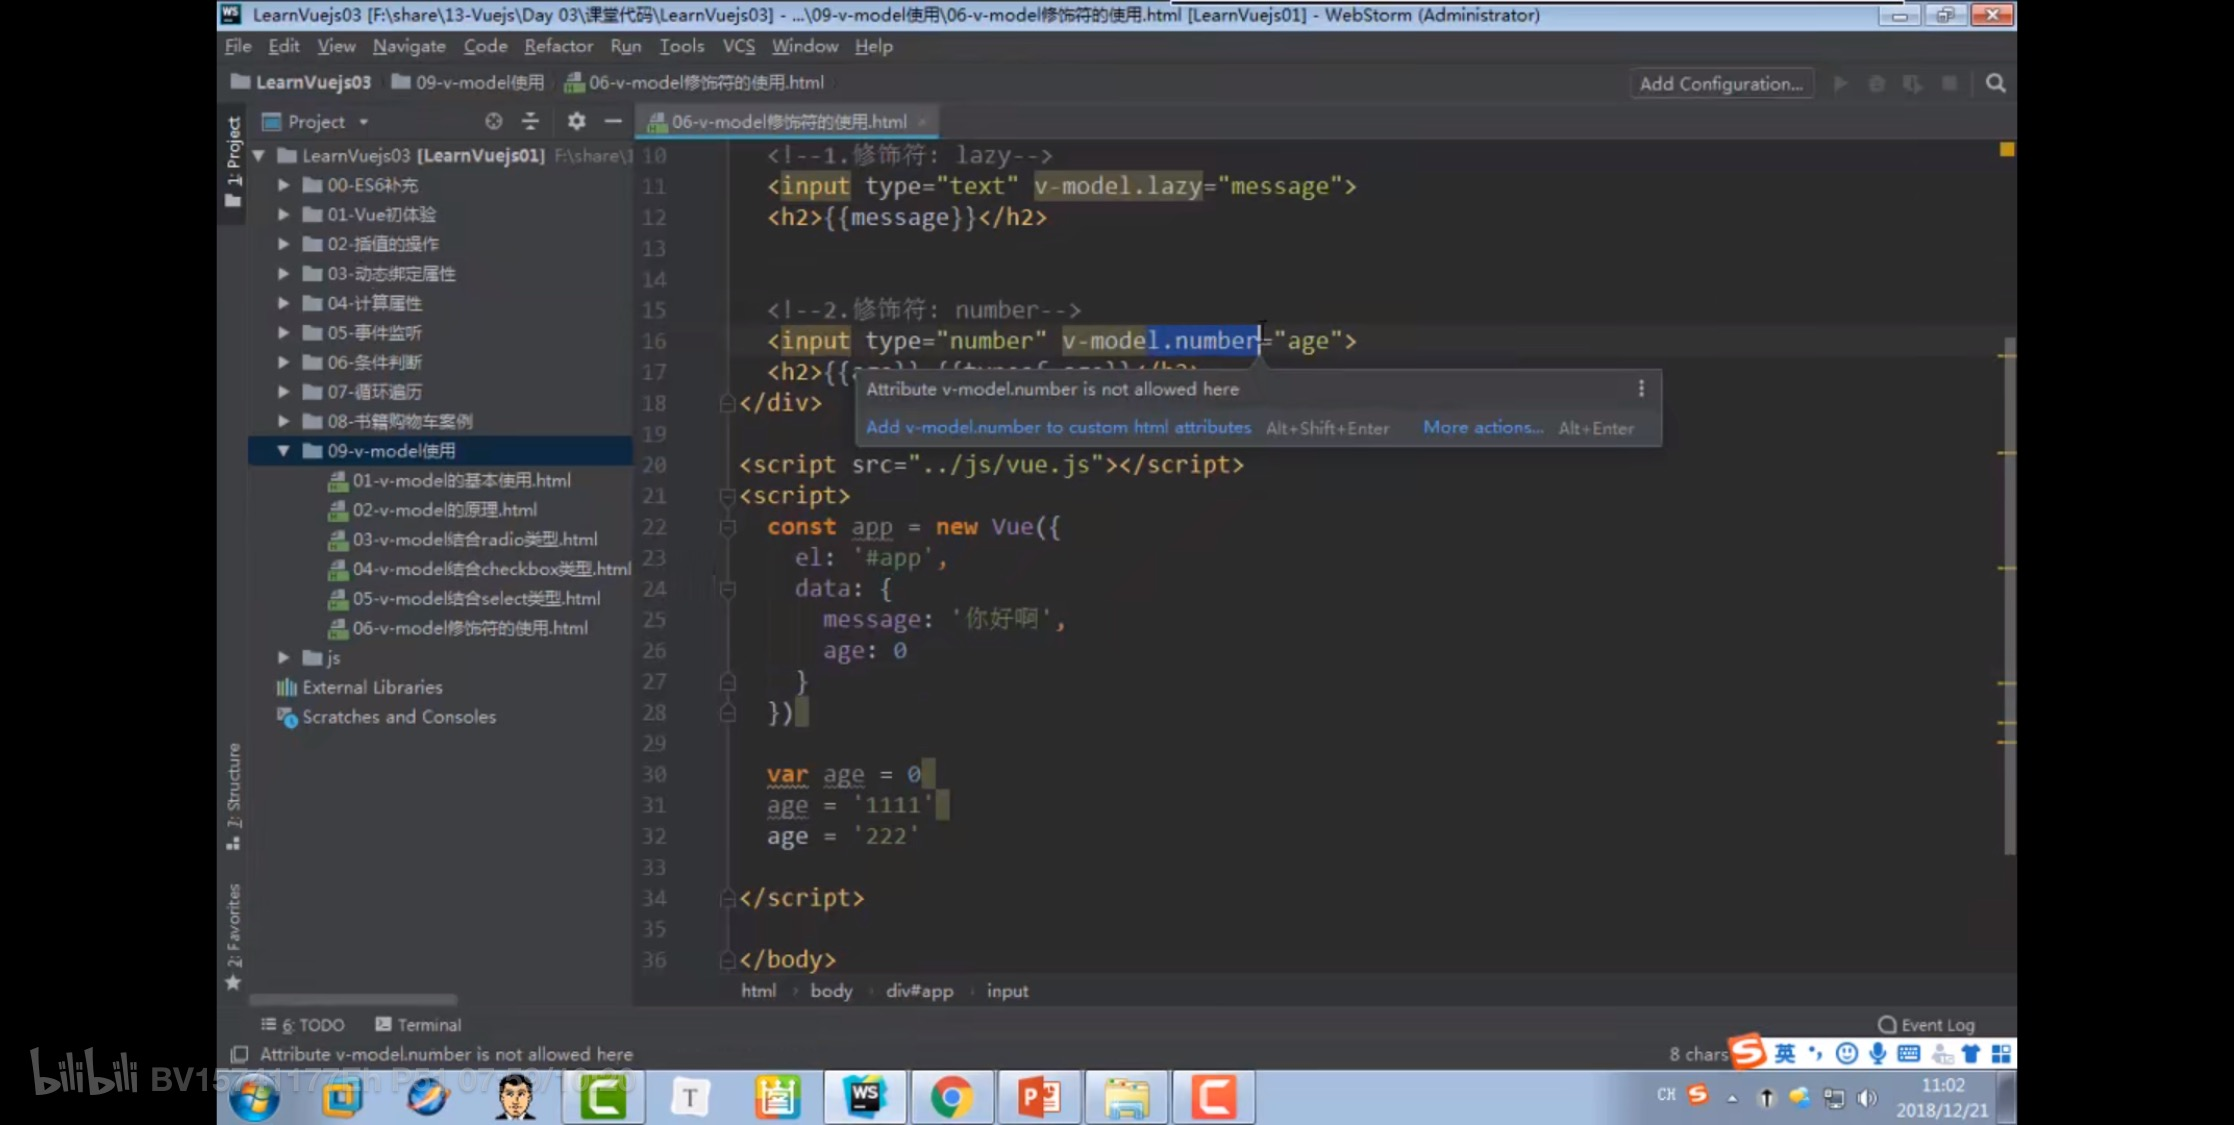 LearnVuejs03 [F:\share\13-Vuejs\Day 03\课堂代码\LearnVuejs03] - ...\09-v-model使用\06-v-model修饰符的使用.html [LearnVuejs01] - WebStorm (Administrator)
File Edit View Navigate Code Refactor Run Tools VCS Window Help
LearnVuejs03 09-v-model使用 06-v-model修饰符的使用.html Add Configuration...
Project 06-v-model修饰符的使用.html
1: Project
LearnVuejs03 [LearnVuejs01] F:\share\1
00-ES6补充
01-Vue初体验
02-插值的操作
03-动态绑定属性
04-计算属性
05-事件监听
06-条件判断
07-循环遍历
08-书籍购物车案例
09-v-model使用
01-v-model的基本使用.html
02-v-model的原理.html
03-v-model结合radio类型.html
04-v-model结合checkbox类型.html
05-v-model结合select类型.html
06-v-model修饰符的使用.html
js
External Libraries
Scratches and Consoles
7: Structure
2: Favorites
10 <!--1.修饰符: lazy-->
11 <input type="text" v-model.lazy="message">
12 <h2>{{message}}</h2>
13
14
15 <!--2.修饰符: number-->
16 <input type="number" v-model.number="age">
17 <h2>{{age}}-{{typeof age}}</h2>
Attribute v-model.number is not allowed here
Add v-model.number to custom html attributes Alt+Shift+Enter More actions... Alt+Enter
18 </div>
19
20 <script src="../js/vue.js"></script>
21 <script>
22 const app = new Vue({
23 el: '#app',
24 data: {
25 message: '你好啊',
26 age: 0
27 }
28 })
29
30 var age = 0
31 age = '1111'
32 age = '222'
33
34 </script>
35
36 </body>
html body div#app input
6: TODO Terminal Event Log
Attribute v-model.number is not allowed here 8 chars 英
bilibili
WS
CH 11:02
2018/12/21